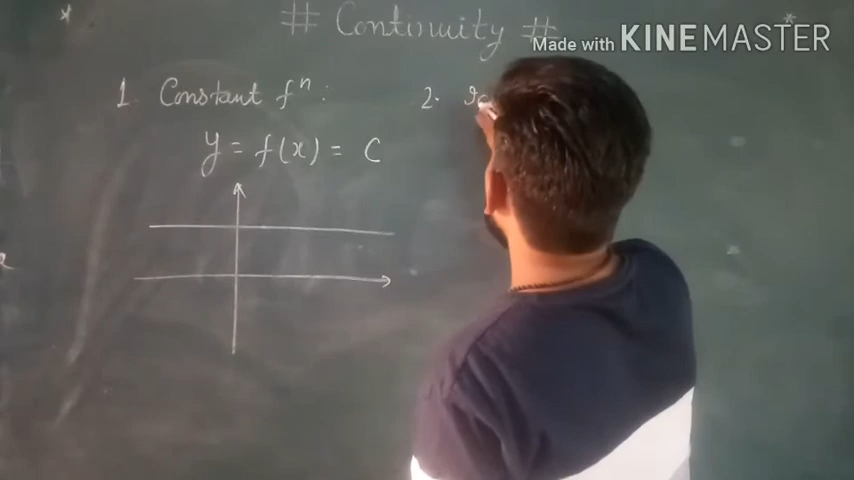 # Continuity #
Made with KINEMASTER
1. Constant fⁿ :
2.
y = f(x) = c